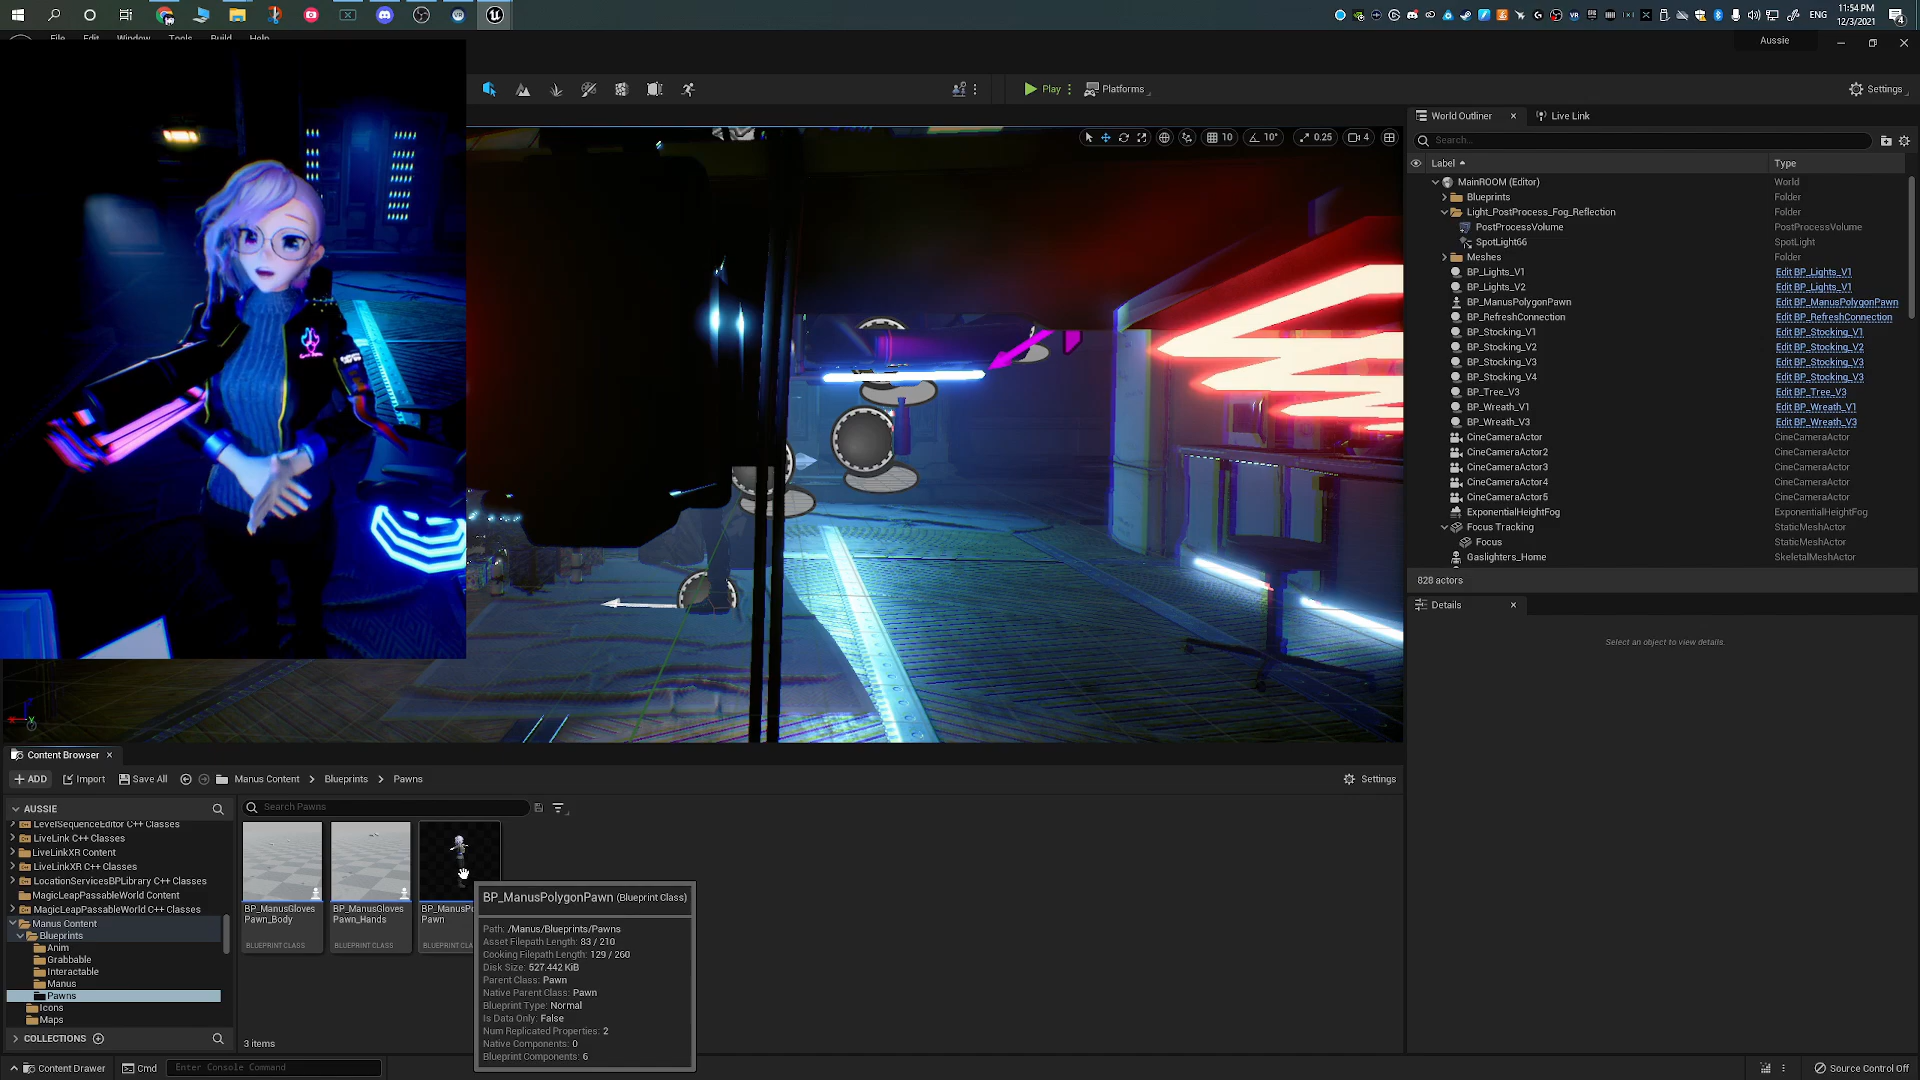 11:54 PM
ENG
12/3/2021
4
File Edit Window Tools Build Help
Aussie
Play
Platforms
Settings
10
10°
0.25
4
World Outliner
Live Link
Search...
Label
Type
MainROOM (Editor) World
Blueprints Folder
Light_PostProcess_Fog_Reflection Folder
PostProcessVolume PostProcessVolume
SpotLight66 SpotLight
Meshes Folder
BP_Lights_V1 Edit BP_Lights_V1
BP_Lights_V2 Edit BP_Lights_V1
BP_ManusPolygonPawn Edit BP_ManusPolygonPawn
BP_RefreshConnection Edit BP_RefreshConnection
BP_Stocking_V1 Edit BP_Stocking_V1
BP_Stocking_V2 Edit BP_Stocking_V2
BP_Stocking_V3 Edit BP_Stocking_V3
BP_Stocking_V4 Edit BP_Stocking_V3
BP_Tree_V3 Edit BP_Tree_V3
BP_Wreath_V1 Edit BP_Wreath_V1
BP_Wreath_V3 Edit BP_Wreath_V3
CineCameraActor CineCameraActor
CineCameraActor2 CineCameraActor
CineCameraActor3 CineCameraActor
CineCameraActor4 CineCameraActor
CineCameraActor5 CineCameraActor
ExponentialHeightFog ExponentialHeightFog
Focus Tracking StaticMeshActor
Focus StaticMeshActor
Gaslighters_Home SkeletalMeshActor
828 actors
Details
Select an object to view details.
Content Browser
ADD
Import
Save All
Manus Content
Blueprints
Pawns
Settings
AUSSIE
LevelSequenceEditor C++ Classes
LiveLink C++ Classes
LiveLinkXR Content
LiveLinkXR C++ Classes
LocationServicesBPLibrary C++ Classes
MagicLeapPassableWorld Content
MagicLeapPassableWorld C++ Classes
Manus Content
Blueprints
Anim
Grabbable
Interactable
Manus
Pawns
Icons
Maps
COLLECTIONS
Search Pawns
BP_ManusGloves
Pawn_Body
BLUEPRINT CLASS
BP_ManusGloves
Pawn_Hands
BLUEPRINT CLASS
BP_ManusPo
Pawn
BLUEPRINT CLA
3 items
BP_ManusPolygonPawn (Blueprint Class)
Path: /Manus/Blueprints/Pawns
Asset Filepath Length: 83 / 210
Cooking Filepath Length: 129 / 260
Disk Size: 527.442 KiB
Parent Class: Pawn
Native Parent Class: Pawn
Blueprint Type: Normal
Is Data Only: False
Num Replicated Properties: 2
Native Components: 0
Blueprint Components: 6
Content Drawer
Cmd
Enter Console Command
Source Control Off